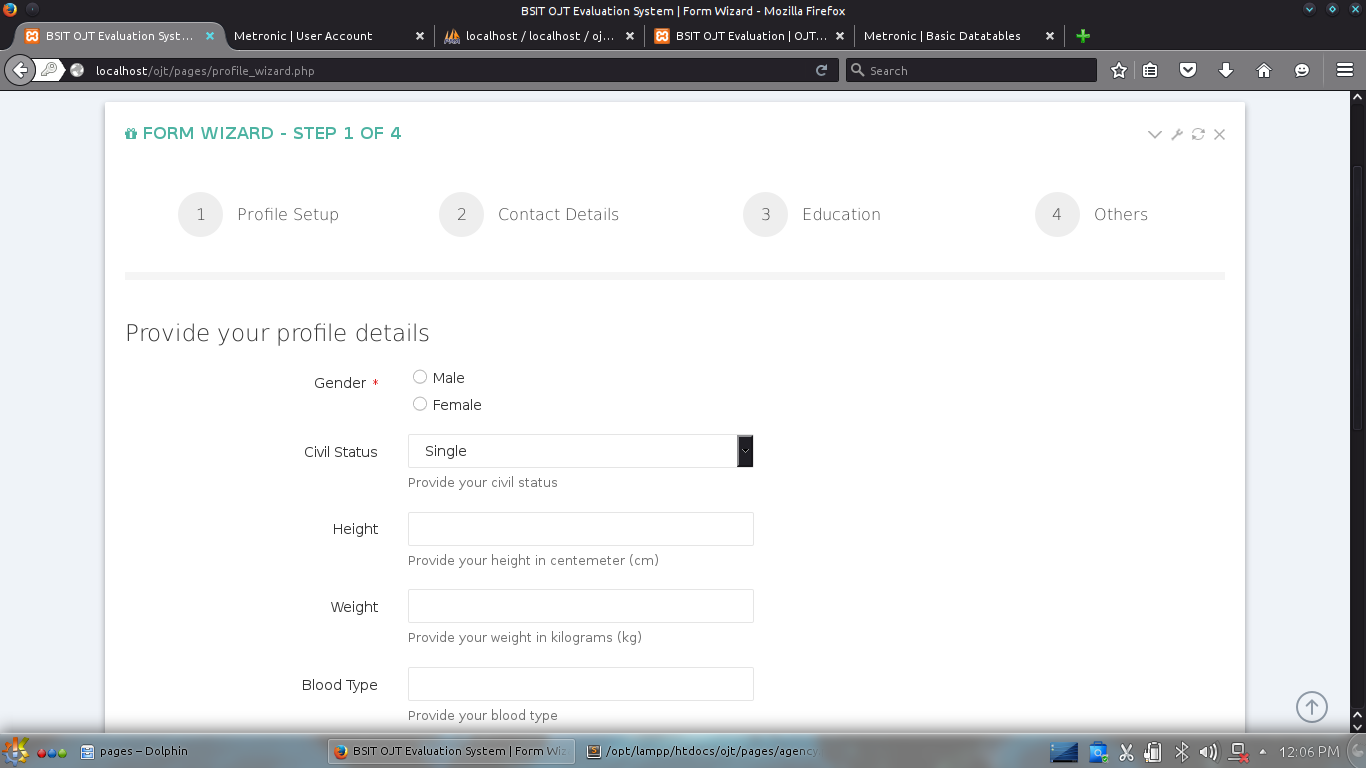 BSIT OJT Evaluation System | Form Wizard - Mozilla Firefox
BSIT OJT Evaluation Syst... Metronic | User Account localhost / localhost / oj... BSIT OJT Evaluation | OJT... Metronic | Basic Datatables
localhost/ojt/pages/profile_wizard.php Search
FORM WIZARD - STEP 1 OF 4
1 Profile Setup 2 Contact Details 3 Education 4 Others
Provide your profile details
Gender * Male
Female
Civil Status Single
Provide your civil status
Height
Provide your height in centemeter (cm)
Weight
Provide your weight in kilograms (kg)
Blood Type
Provide your blood type
pages – Dolphin BSIT OJT Evaluation System | Form Wiz /opt/lampp/htdocs/ojt/pages/agency. 12:06 PM